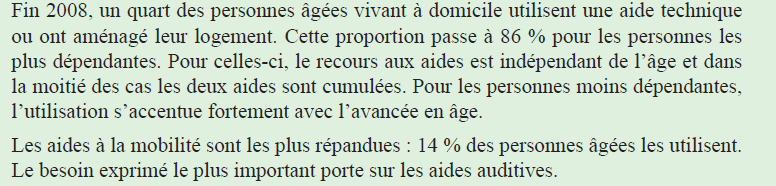 Fin 2008, un quart des personnes âgées vivant à domicile utilisent une aide technique
ou ont aménagé leur logement. Cette proportion passe à 86 % pour les personnes les
plus dépendantes. Pour celles-ci, le recours aux aides est indépendant de l’âge et dans
la moitié des cas les deux aides sont cumulées. Pour les personnes moins dépendantes,
l’utilisation s’accentue fortement avec l’avancée en âge.
Les aides à la mobilité sont les plus répandues : 14 % des personnes âgées les utilisent.
Le besoin exprimé le plus important porte sur les aides auditives.